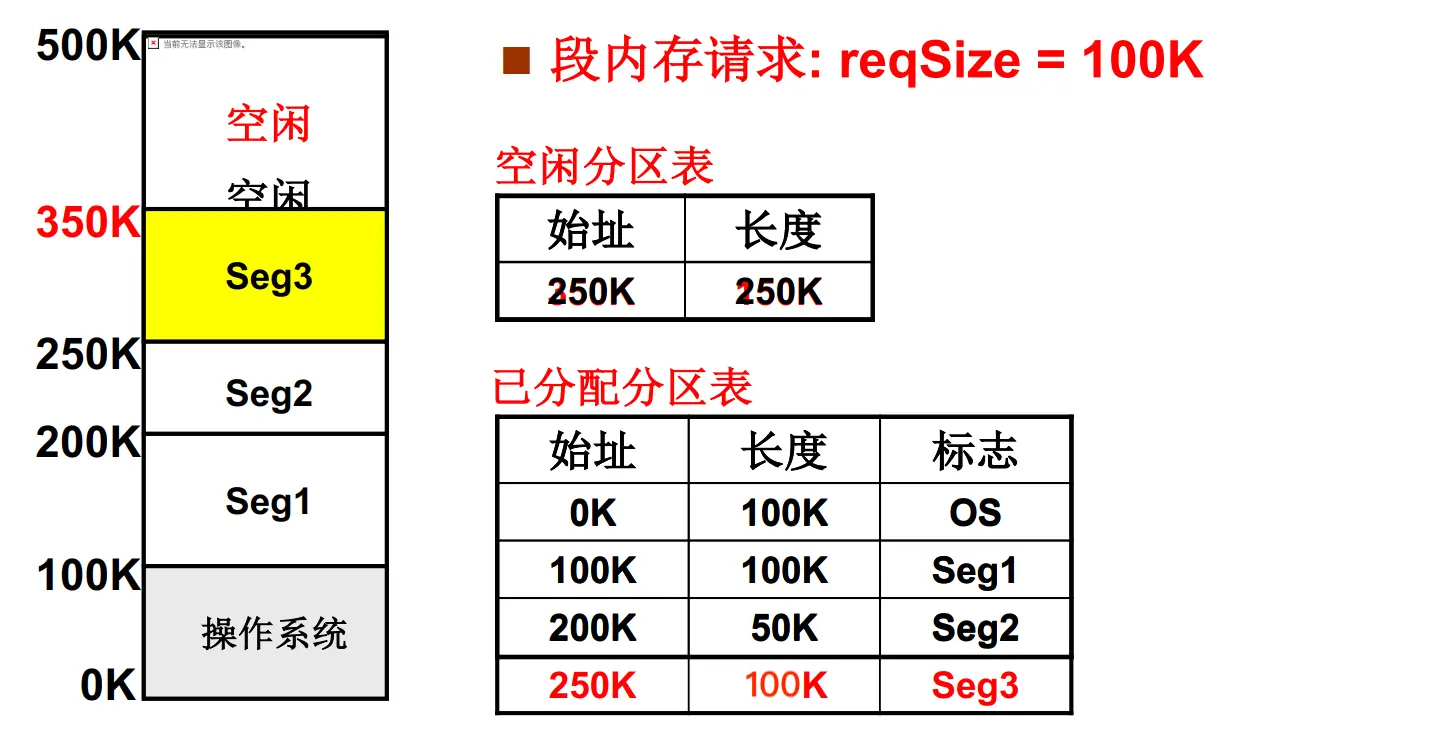 500K
当前无法显示该图像。
空闲
空闲
350K
Seg3
250K
Seg2
200K
Seg1
100K
操作系统
0K
■ 段内存请求: reqSize = 100K
空闲分区表
始址 长度
250K 250K
已分配分区表
始址 长度 标志
0K 100K OS
100K 100K Seg1
200K 50K Seg2
250K 100K Seg3